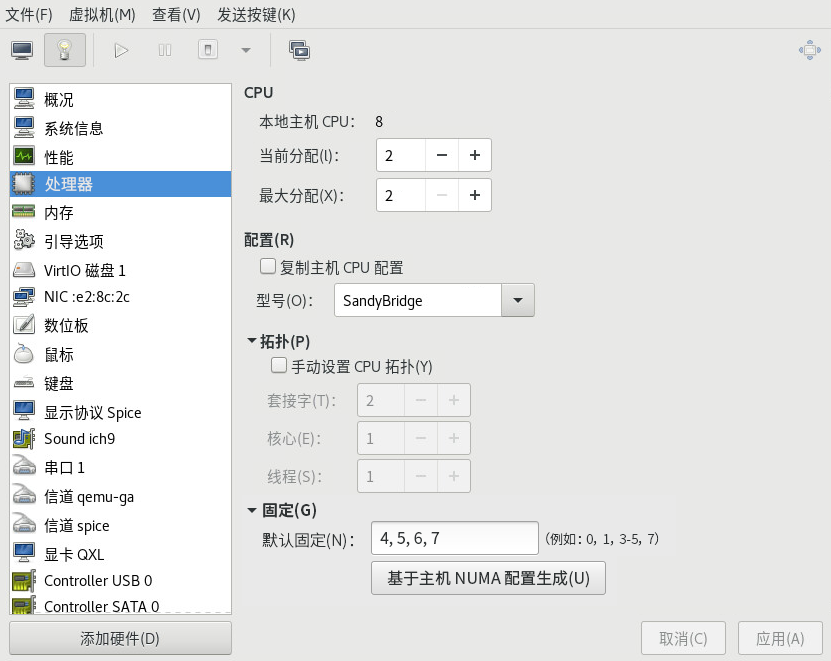 文件(F) 虚拟机(M) 查看(V) 发送按键(K)
概况
系统信息
性能
处理器
内存
引导选项
VirtIO 磁盘 1
NIC :e2:8c:2c
数位板
鼠标
键盘
显示协议 Spice
Sound ich9
串口 1
信道 qemu-ga
信道 spice
显卡 QXL
Controller USB 0
Controller SATA 0
添加硬件(D)
CPU
本地主机 CPU： 8
当前分配(l)： 2
最大分配(X)： 2
配置(R)
复制主机 CPU 配置
型号(O)： SandyBridge
拓扑(P)
手动设置 CPU 拓扑(Y)
套接字(T)： 2
核心(E)： 1
线程(S)： 1
固定(G)
默认固定(N)： 4, 5, 6, 7 (例如：0, 1, 3-5, 7)
基于主机 NUMA 配置生成(U)
取消(C) 应用(A)